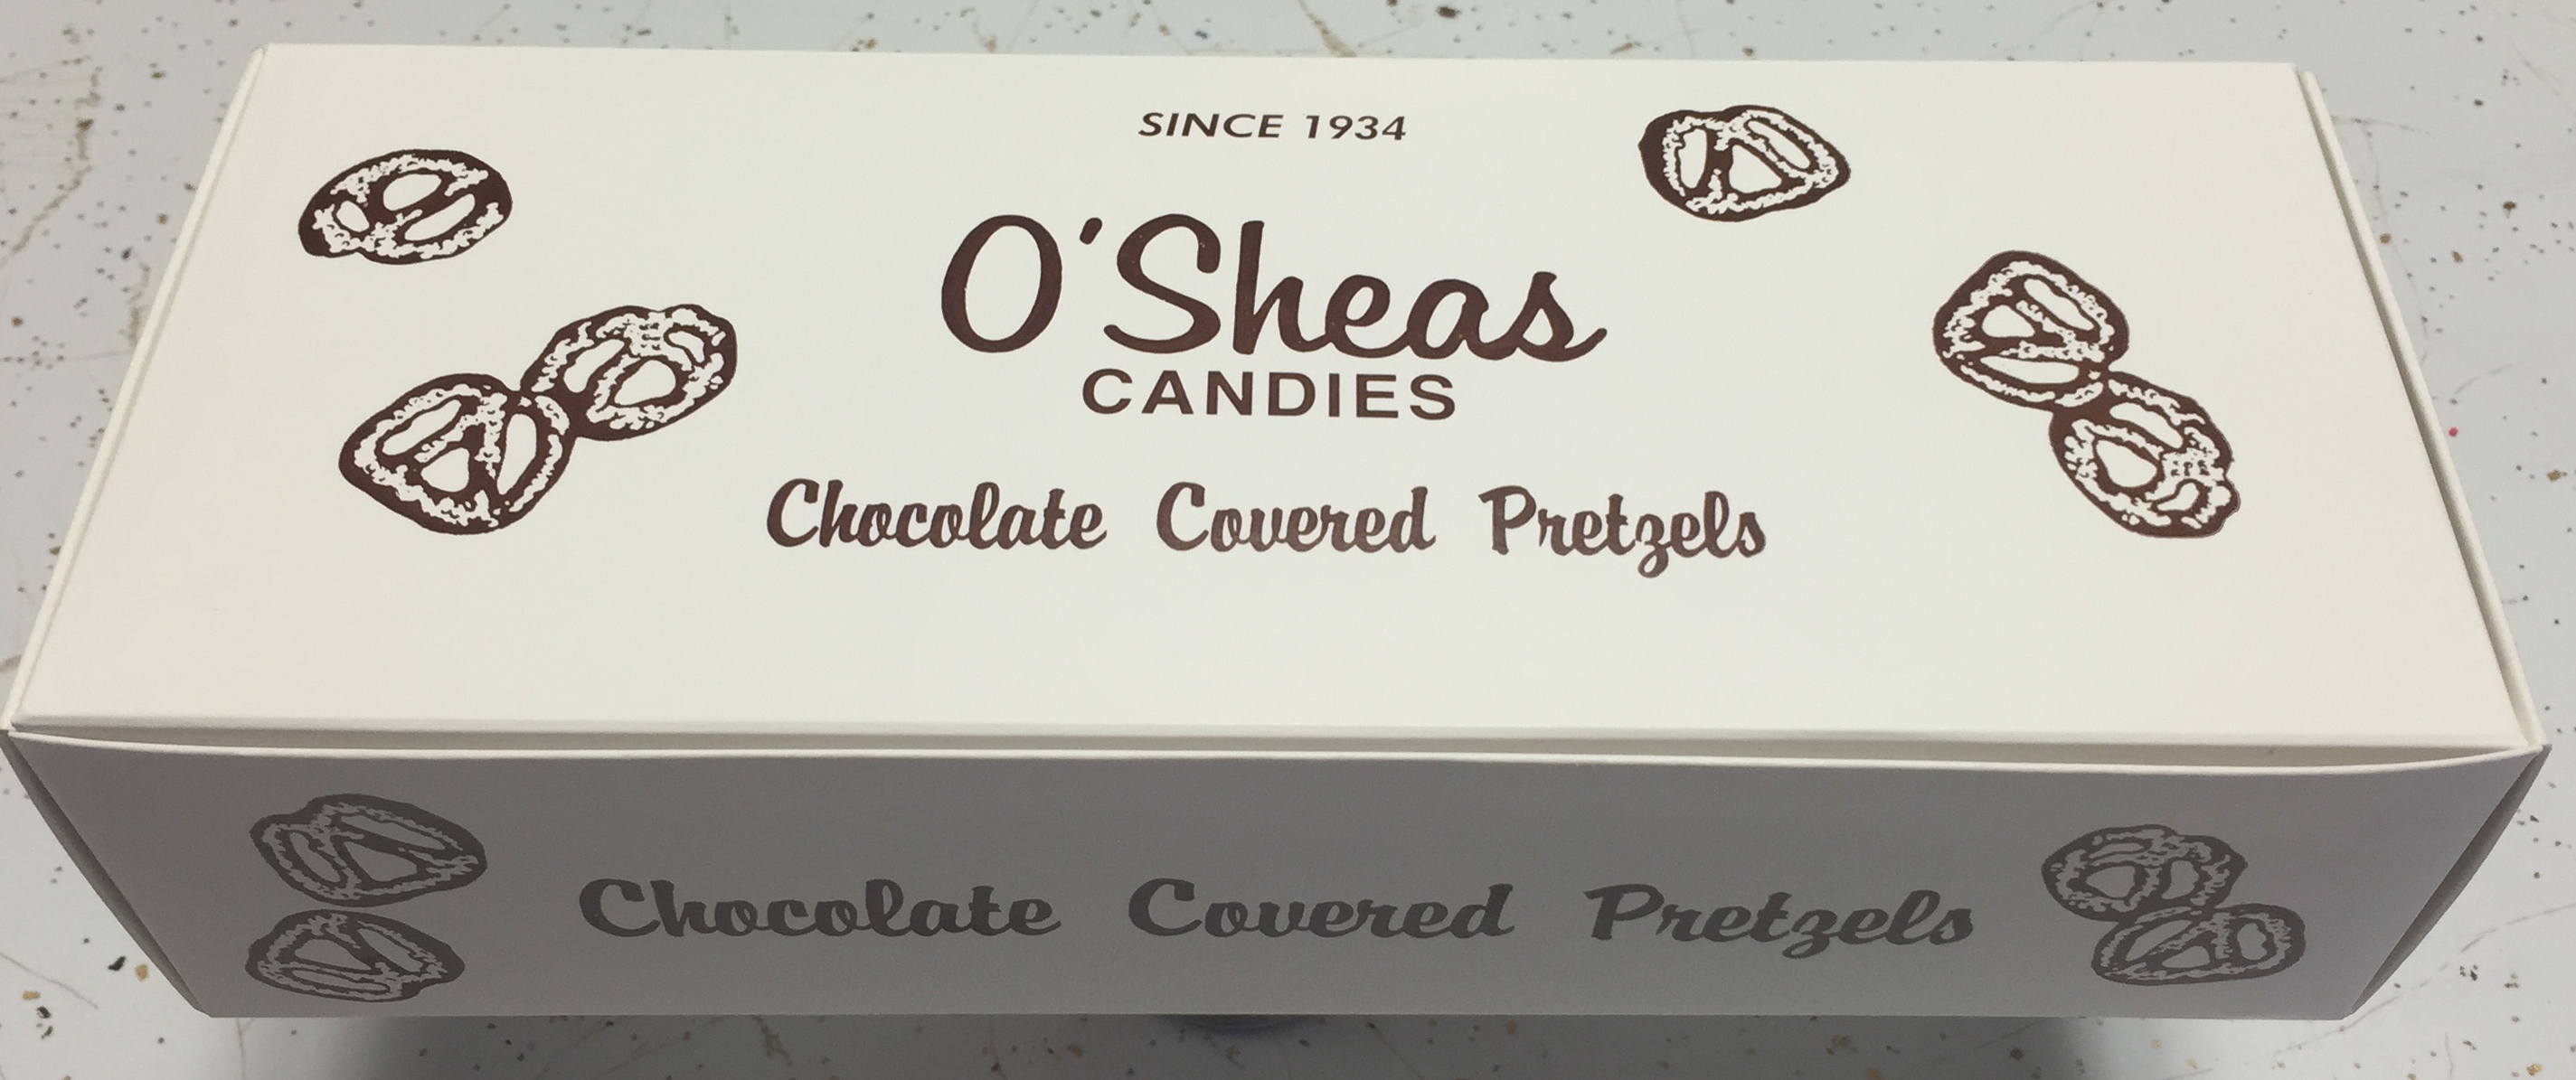 SINCE 1934
O'Sheas
CANDIES
Chocolate Covered Pretzels
Chocolate Covered Pretzels